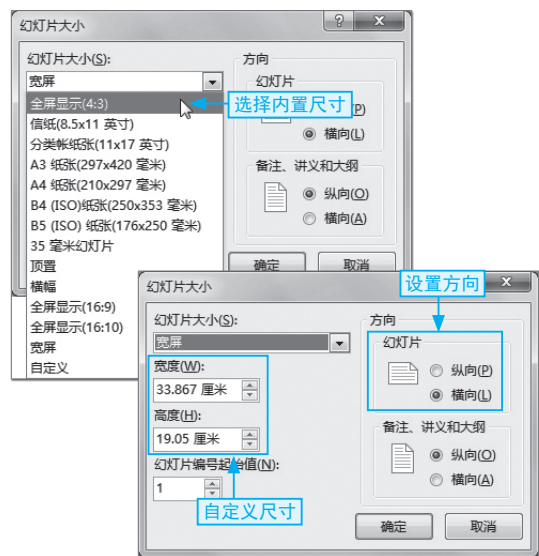 幻灯片大小
?
x
幻灯片大小(S):
宽屏
全屏显示(4:3)
信纸(8.5x11 英寸)
分类帐纸张(11x17 英寸)
A3 纸张(297x420 毫米)
A4 纸张(210x297 毫米)
B4 (ISO)纸张(250x353 毫米)
B5 (ISO) 纸张(176x250 毫米)
35 毫米幻灯片
顶置
横幅
全屏显示(16:9)
全屏显示(16:10)
宽屏
自定义
方向
幻灯片
选择内置尺寸
(P)
横向(L)
备注、讲义和大纲
纵向(O)
横向(A)
确定
取消
幻灯片大小
设置方向
x
幻灯片大小(S):
宽屏
宽度(W):
33.867 厘米
高度(H):
19.05 厘米
幻灯片编号起始值(N):
1
自定义尺寸
方向
幻灯片
纵向(P)
横向(L)
备注、讲义和大纲
纵向(O)
横向(A)
确定
取消